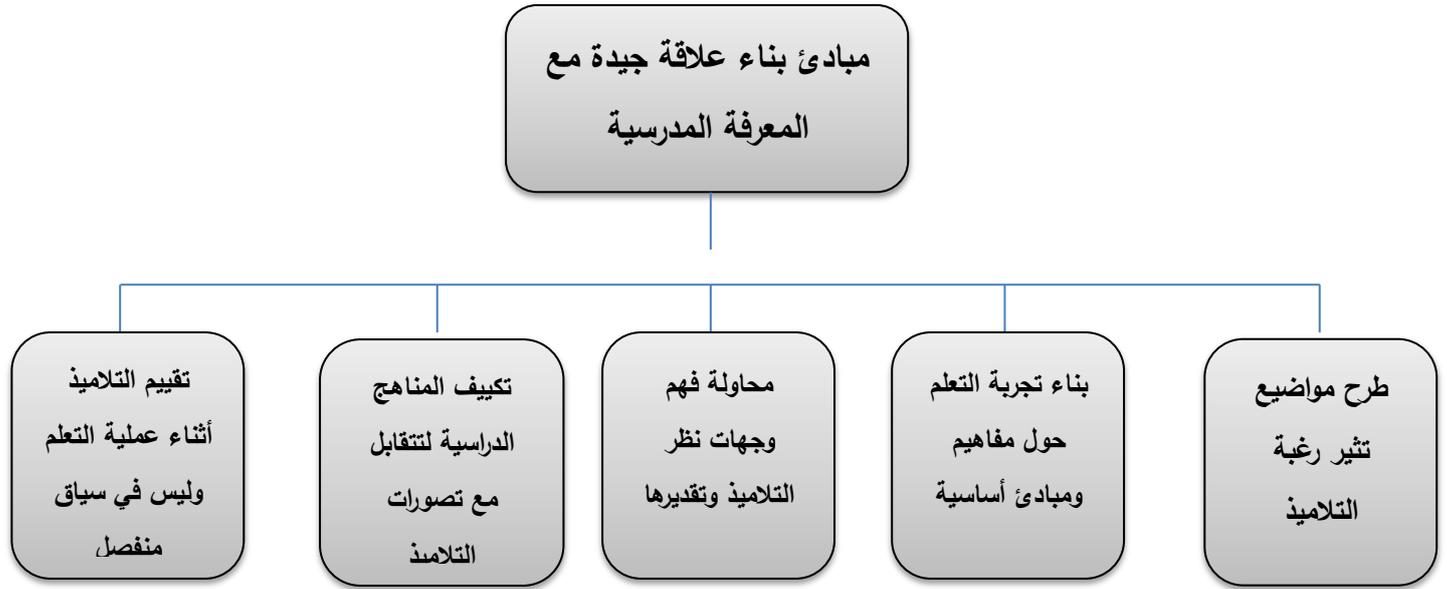 مبادئ بناء علاقة جيدة مع
المعرفة المدرسية
طرح مواضيع
تثير رغبة
التلاميذ
بناء تجربة التعلم
حول مفاهيم
ومبادئ أساسية
محاولة فهم
وجهات نظر
التلاميذ وتقديرها
تكييف المناهج
الدراسية لتتقابل
مع تصورات
التلاميذ
تقييم التلاميذ
أثناء عملية التعلم
وليس في سياق
منفصل